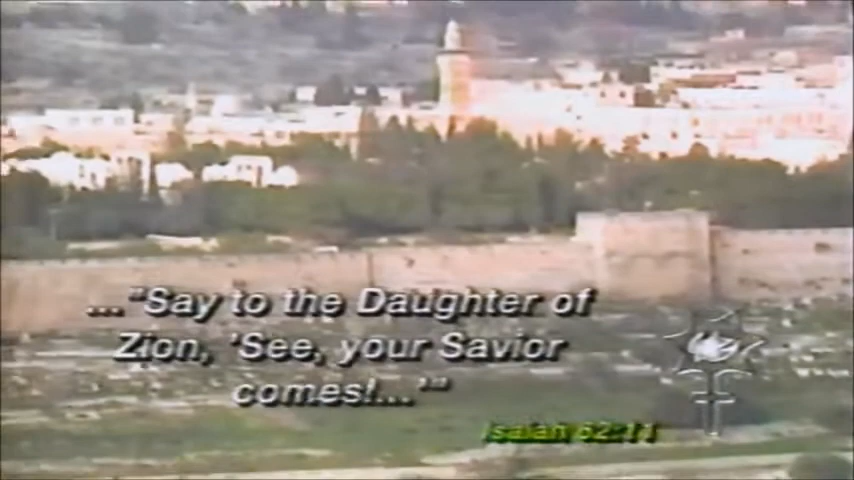 ..."Say to the Daughter of
Zion, 'See, your Savior
comes!...'"
Isaiah 62:11